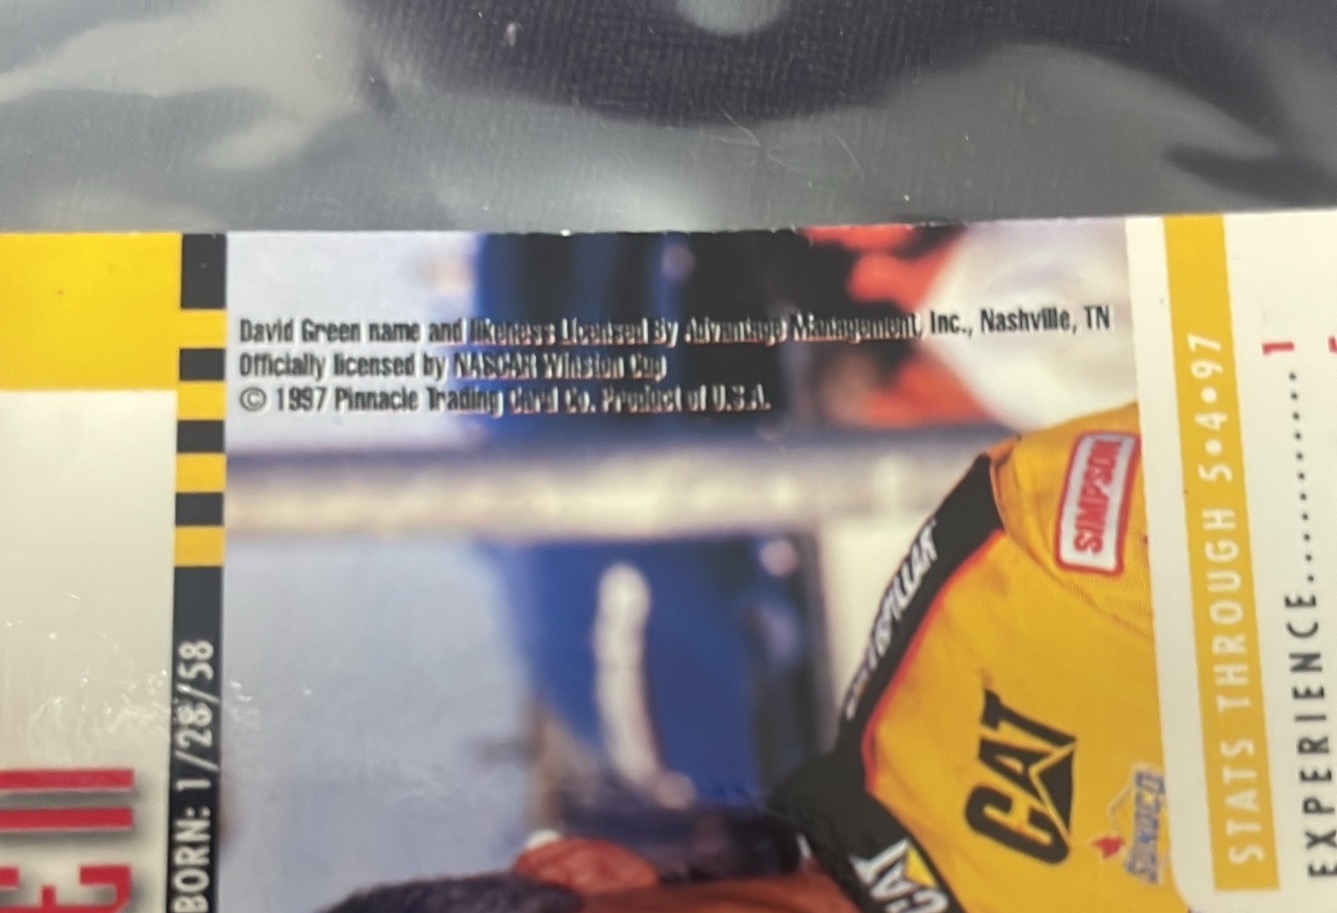 David Green name and likeness Licensed By Advantage Management, Inc., Nashville, TN
Officially licensed by NASCAR Winston Cup
© 1997 Pinnacle Trading Card Co. Product of U.S.A.
BORN: 1/28/58
SIMPSON
CATERPILLAR
CAT
SUNOCO
CAT
STATS THROUGH 5•4•97
EXPERIENCE............1